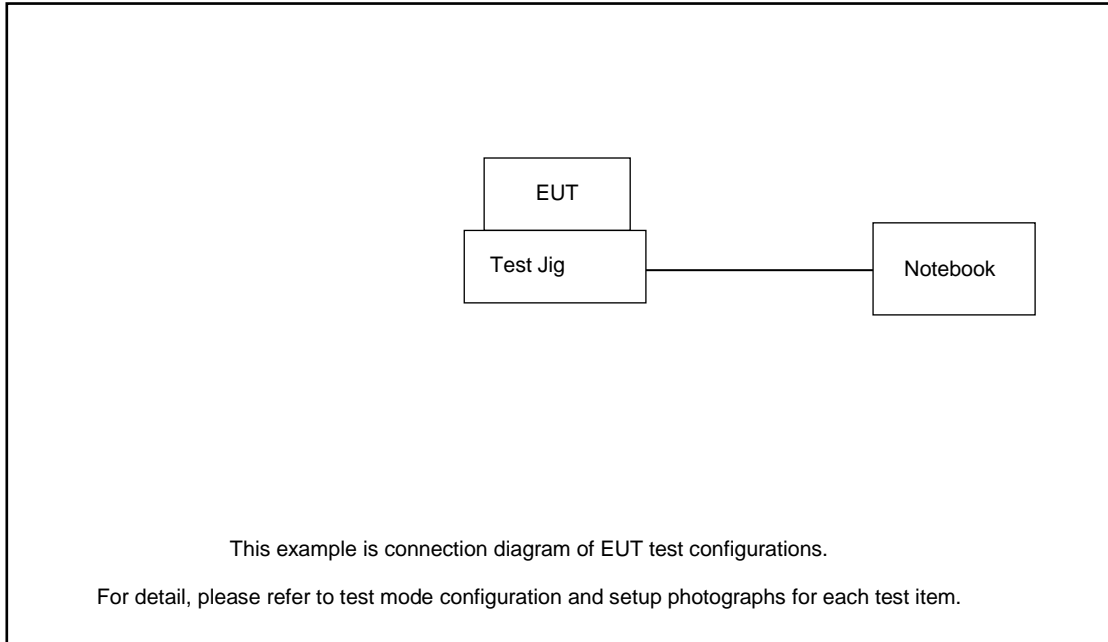 EUT
Test Jig
Notebook
This example is connection diagram of EUT test configurations.
For detail, please refer to test mode configuration and setup photographs for each test item.